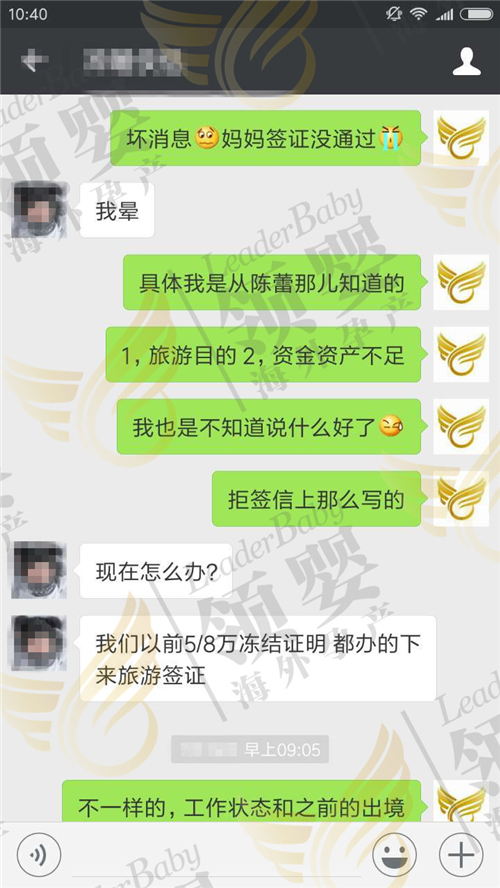 10:40
坏消息😟妈妈签证没通过😭
我晕
具体我是从陈蕾那儿知道的
1，旅游目的 2，资金资产不足
我也是不知道说什么好了😜
拒签信上那么写的
现在怎么办?
我们以前5/8万冻结证明 都办的下
来旅游签证
早上09:05
不一样的，工作状态和之前的出境
LeaderBaby
领婴
海外孕产